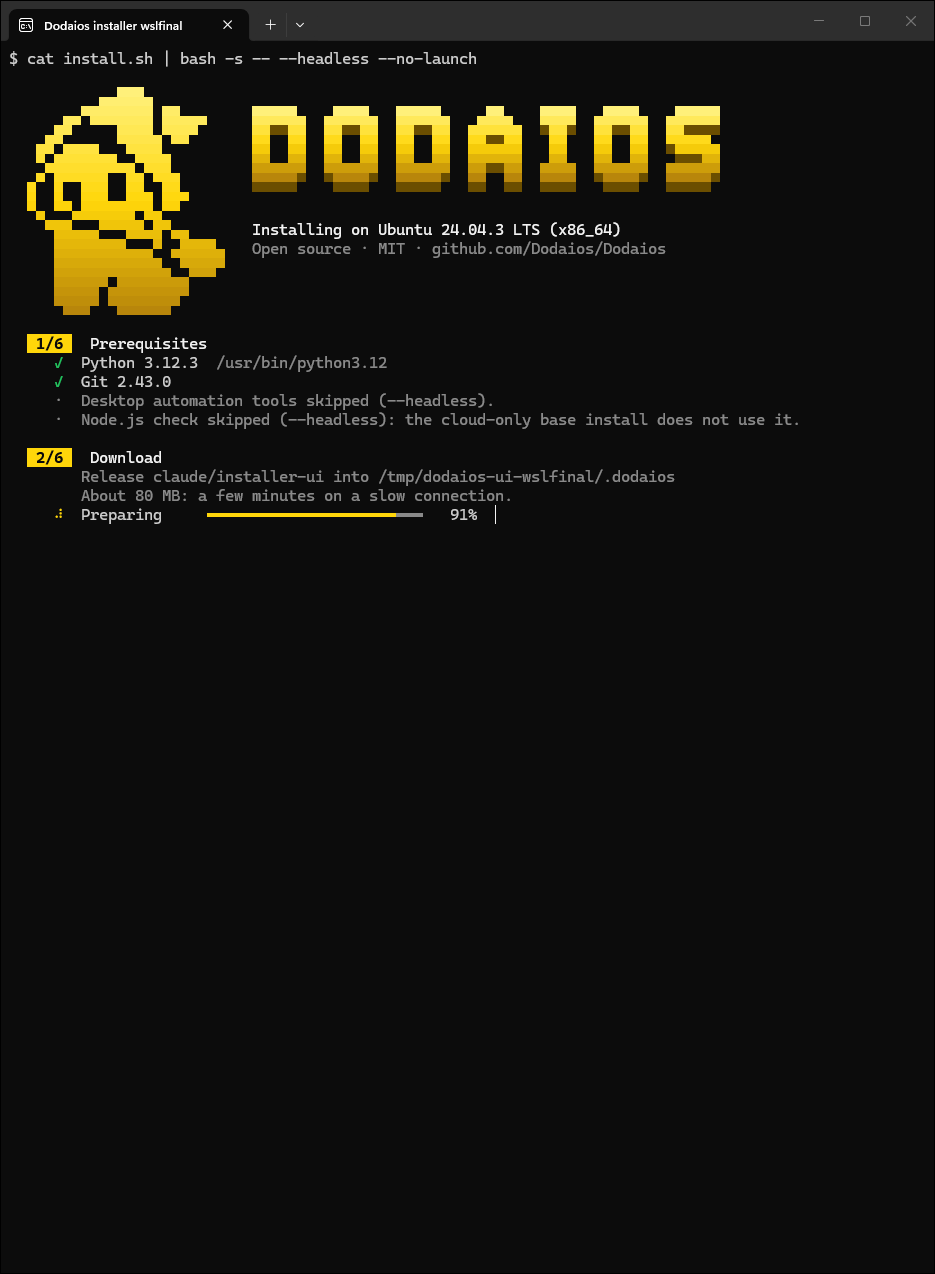 Dodaios installer wslfinal
$ cat install.sh | bash -s -- --headless --no-launch
DODAIOS
Installing on Ubuntu 24.04.3 LTS (x86_64)
Open source · MIT · github.com/Dodaios/Dodaios
1/6 Prerequisites
✓ Python 3.12.3 /usr/bin/python3.12
✓ Git 2.43.0
· Desktop automation tools skipped (--headless).
· Node.js check skipped (--headless): the cloud-only base install does not use it.
2/6 Download
Release claude/installer-ui into /tmp/dodaios-ui-wslfinal/.dodaios
About 80 MB: a few minutes on a slow connection.
Preparing 91%